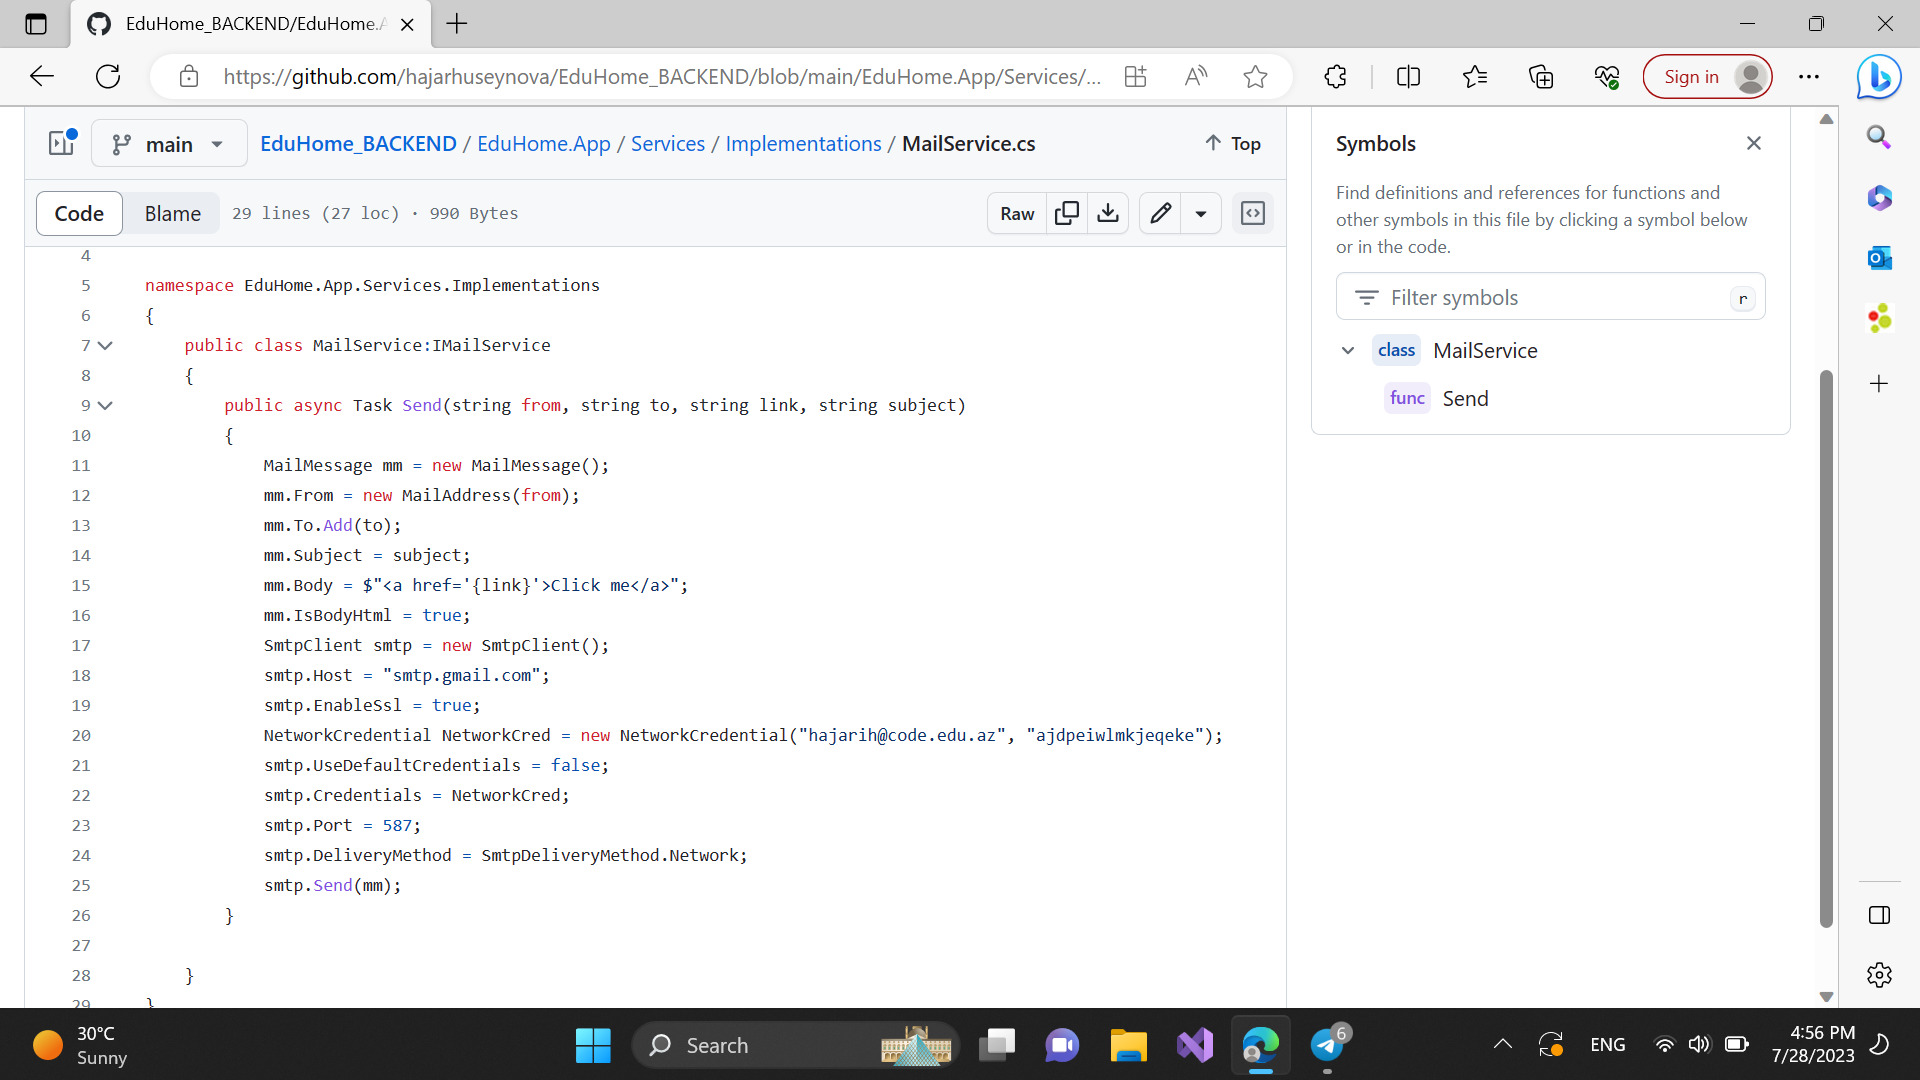 EduHome_BACKEND/EduHome.A
https://github.com/hajarhuseynova/EduHome_BACKEND/blob/main/EduHome.App/Services/...
Sign in
main
EduHome_BACKEND / EduHome.App / Services / Implementations / MailService.cs
Top
Code
Blame
29 lines (27 loc) · 990 Bytes
Raw
4
5 namespace EduHome.App.Services.Implementations
6 {
7 public class MailService:IMailService
8 {
9 public async Task Send(string from, string to, string link, string subject)
10 {
11 MailMessage mm = new MailMessage();
12 mm.From = new MailAddress(from);
13 mm.To.Add(to);
14 mm.Subject = subject;
15 mm.Body = $"<a href='{link}'>Click me</a>";
16 mm.IsBodyHtml = true;
17 SmtpClient smtp = new SmtpClient();
18 smtp.Host = "smtp.gmail.com";
19 smtp.EnableSsl = true;
20 NetworkCredential NetworkCred = new NetworkCredential("hajarih@code.edu.az", "ajdpeiwlmkjeqeke");
21 smtp.UseDefaultCredentials = false;
22 smtp.Credentials = NetworkCred;
23 smtp.Port = 587;
24 smtp.DeliveryMethod = SmtpDeliveryMethod.Network;
25 smtp.Send(mm);
26 }
27
28 }
29 }
Symbols
Find definitions and references for functions and
other symbols in this file by clicking a symbol below
or in the code.
Filter symbols
r
class MailService
func Send
30°C
Sunny
Search
6
ENG
4:56 PM
7/28/2023